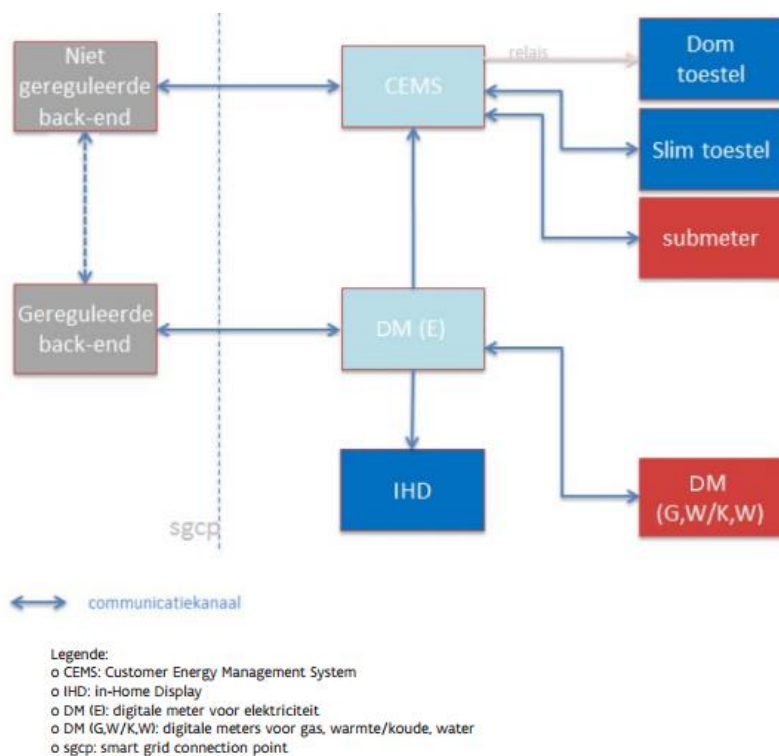 Niet
gereguleerde
back-end
CEMS
relais
Dom
toestel
Slim toestel
submeter
Gereguleerde
back-end
DM (E)
IHD
DM
(G,W/K,W)
sgcp
communicatiekanaal
Legende:
o CEMS: Customer Energy Management System
o IHD: in-Home Display
o DM (E): digitale meter voor elektriciteit
o DM (G,W/K,W): digitale meters voor gas, warmte/koude, water
o sgcp: smart grid connection point